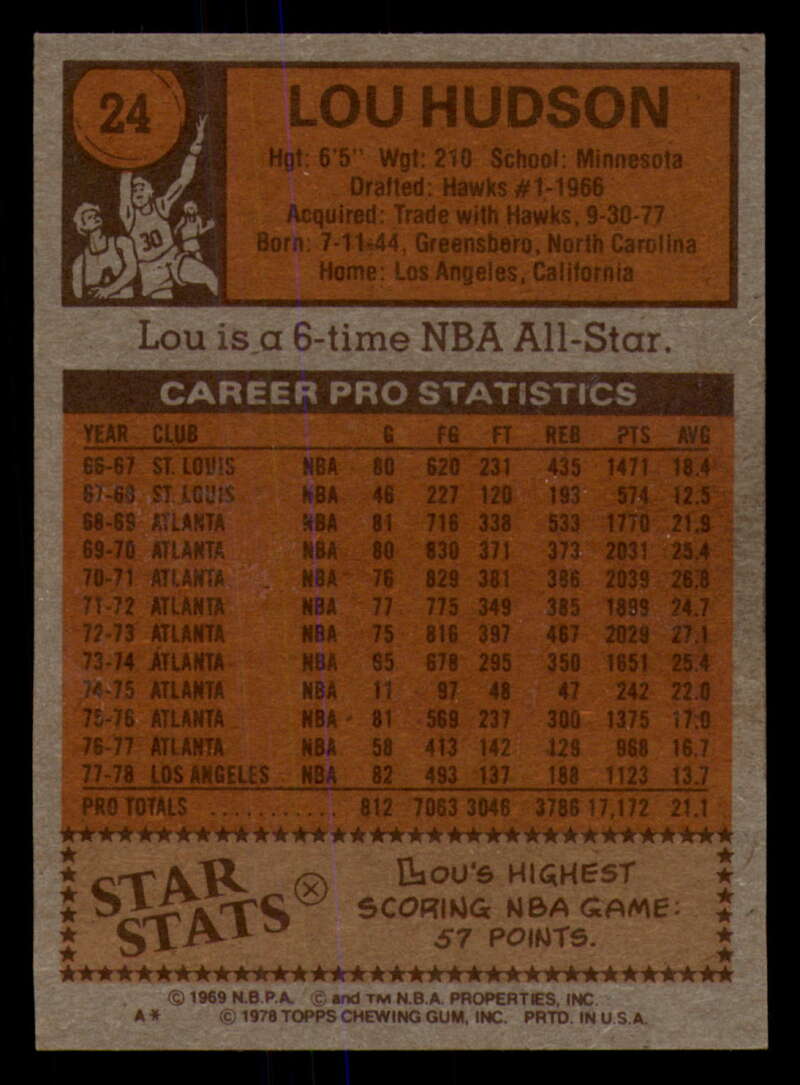 24
LOU HUDSON
Hgt: 6'5" Wgt: 210 School: Minnesota
Drafted: Hawks #1-1966
Acquired: Trade with Hawks, 9-30-77
Born: 7-11-44, Greensboro, North Carolina
Home: Los Angeles, California
30
A
Lou is a 6-time NBA All-Star.
CAREER PRO STATISTICS
YEAR CLUB G FG FT REB PTS AVG
66-67 ST. LOUIS NBA 80 620 231 435 1471 18.4
67-68 ST. LOUIS NBA 46 227 120 193 574 12.5
68-69 ATLANTA NBA 81 716 338 533 1770 21.9
69-70 ATLANTA NBA 80 830 371 373 2031 25.4
70-71 ATLANTA NBA 76 829 381 386 2039 26.8
71-72 ATLANTA NBA 77 775 349 385 1899 24.7
72-73 ATLANTA NBA 75 816 397 467 2029 27.1
73-74 ATLANTA NBA 65 678 295 350 1651 25.4
74-75 ATLANTA NBA 11 97 48 47 242 22.0
75-76 ATLANTA NBA 81 569 237 300 1375 17.0
76-77 ATLANTA NBA 58 413 142 129 968 16.7
77-78 LOS ANGELES NBA 82 493 137 188 1123 13.7
PRO TOTALS ............ 812 7063 3046 3786 17,172 21.1
STAR STATS
LOU'S HIGHEST
SCORING NBA GAME:
57 POINTS.
© 1969 N.B.P.A. © and TM N.B.A. PROPERTIES, INC.
A* © 1978 TOPPS CHEWING GUM, INC. PRTD. IN U.S.A.